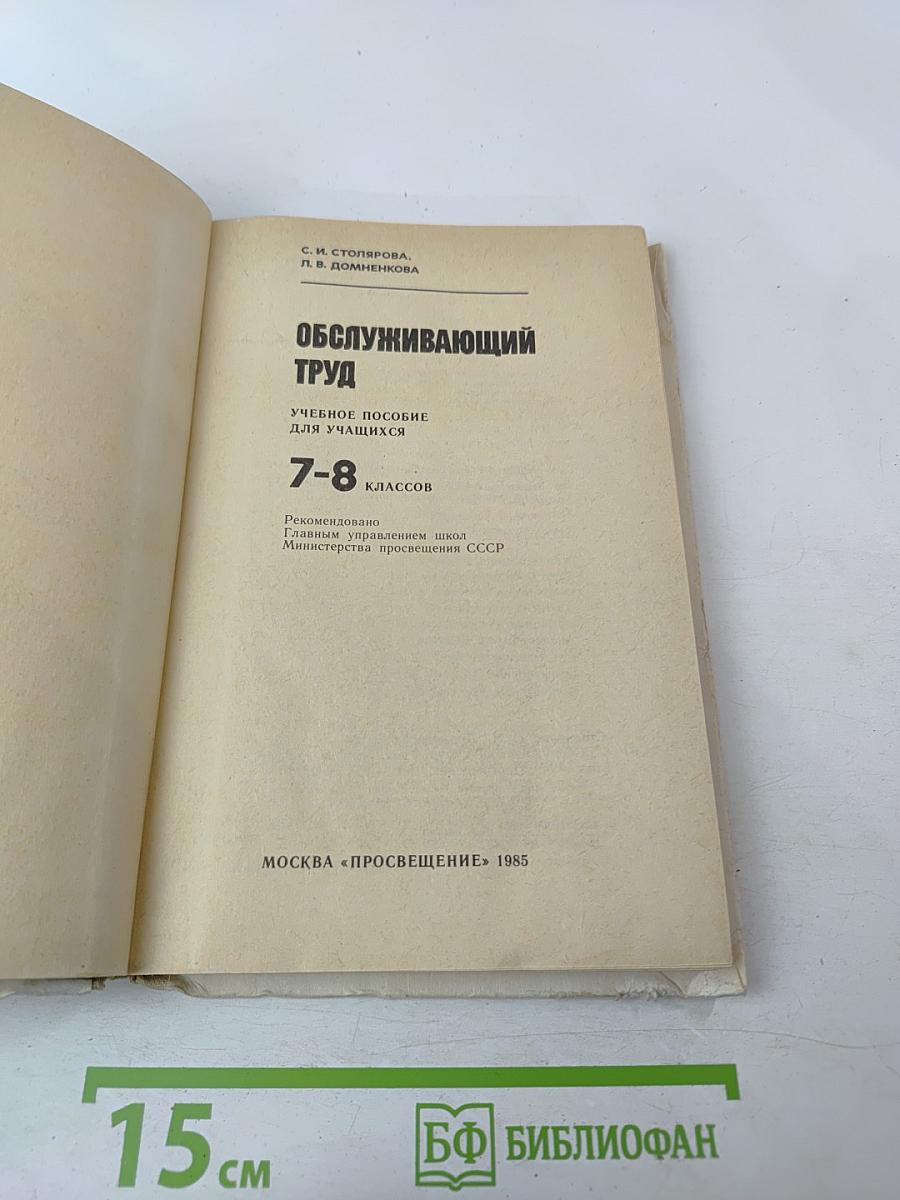 С. И. СТОЛЯРОВА,
Л. В. ДОМНЕНКОВА
ОБСЛУЖИВАЮЩИЙ
ТРУД
УЧЕБНОЕ ПОСОБИЕ
ДЛЯ УЧАЩИХСЯ
7–8 КЛАССОВ
Рекомендовано
Главным управлением школ
Министерства просвещения СССР
МОСКВА «ПРОСВЕЩЕНИЕ» 1985
15 см
БФ БИБЛИОФАН